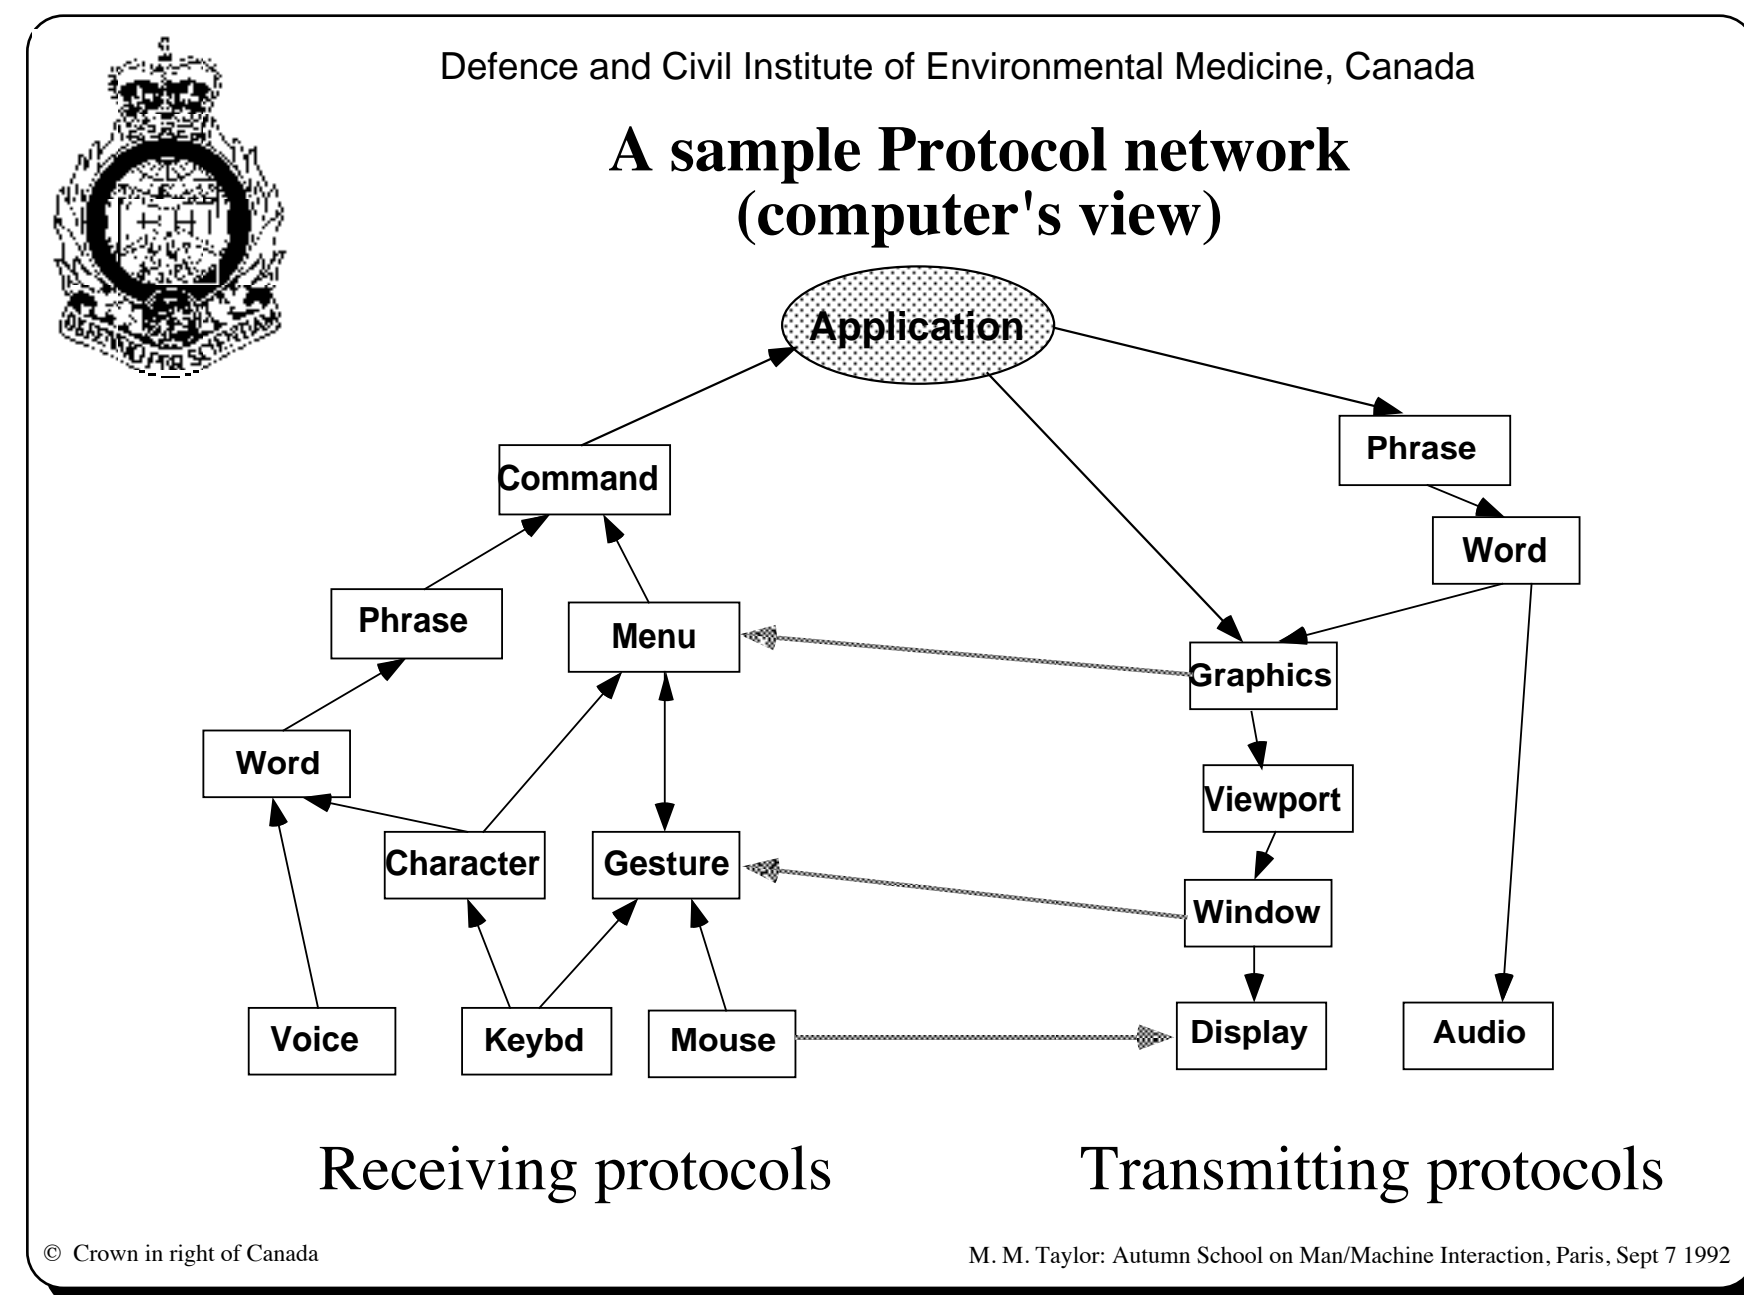 Defence and Civil Institute of Environmental Medicine, Canada
A sample Protocol network
(computer's view)
Application
Phrase
Command
Word
Phrase
Menu
Graphics
Word
Viewport
Character
Gesture
Window
Voice
Keybd
Mouse
Display
Audio
Receiving protocols
Transmitting protocols
© Crown in right of Canada
M. M. Taylor: Autumn School on Man/Machine Interaction, Paris, Sept 7 1992